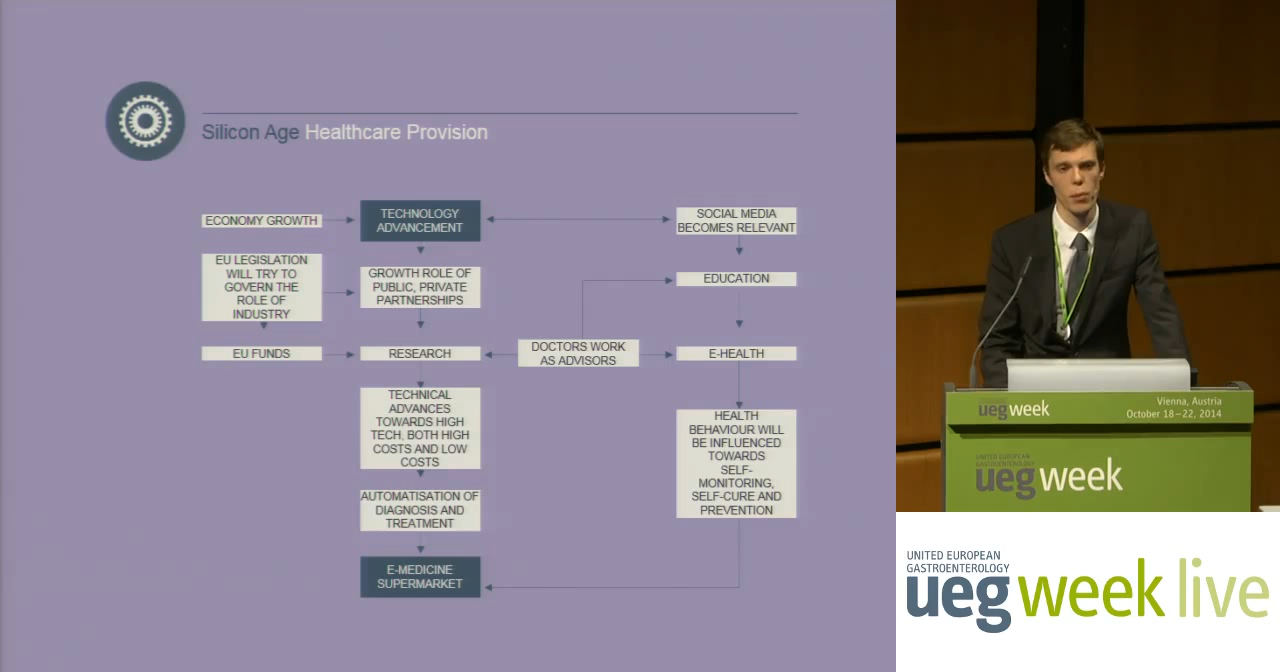 Silicon Age Healthcare Provision
ECONOMY GROWTH
TECHNOLOGY
ADVANCEMENT
SOCIAL MEDIA
BECOMES RELEVANT
EU LEGISLATION
WILL TRY TO
GOVERN THE
ROLE OF
INDUSTRY
GROWTH ROLE OF
PUBLIC, PRIVATE
PARTNERSHIPS
EDUCATION
EU FUNDS
RESEARCH
DOCTORS WORK
AS ADVISORS
E-HEALTH
TECHNICAL
ADVANCES
TOWARDS HIGH
TECH, BOTH HIGH
COSTS AND LOW
COSTS
HEALTH
BEHAVIOUR WILL
BE INFLUENCED
TOWARDS
SELF-
MONITORING,
SELF-CURE AND
PREVENTION
AUTOMATISATION OF
DIAGNOSIS AND
TREATMENT
E-MEDICINE
SUPERMARKET
ueg week
Vienna, Austria
October 18–22, 2014
UNITED EUROPEAN
GASTROENTEROLOGY
ueg week
UNITED EUROPEAN
GASTROENTEROLOGY
ueg week live